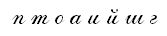 п т о а и й ш г